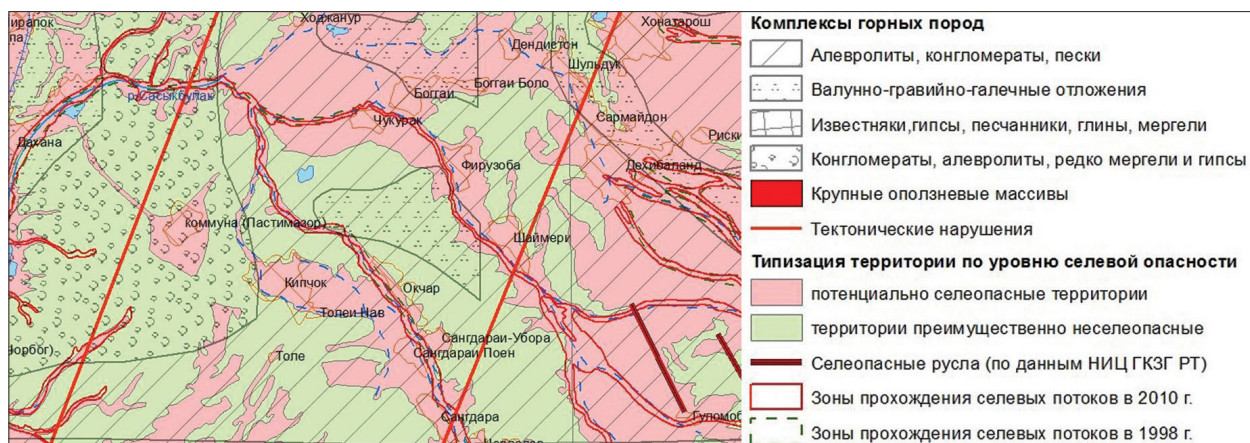 Ходжанур
Хонатарош
Дендиетсн
Шульдук
р.Сасыкбулак
Боггаи Боло
Боггаи
Чукурак
Сармайдон
Дахана
Фирузоба
Дехибаланд
коммуна (Пастимазор)
Шаймери
Кипчок
Окчар
Толеи Нав
Сангдараи-Убора
Толе
Сангдараи Поен
Сангдара
Комплексы горных пород
Алевролиты, конгломераты, пески
Валунно-гравийно-галечные отложения
Известняки,гипсы, песчанники, глины, мергели
Конгломераты, алевролиты, редко мергели и гипсы
Крупные оползневые массивы
Тектонические нарушения
Типизация территории по уровню селевой опасности
потенциально селеопасные территории
территории преимущественно неселеопасные
Селеопасные русла (по данным НИЦ ГКЗГ РТ)
Зоны прохождения селевых потоков в 2010 г.
Зоны прохождения селевых потоков в 1998 г.